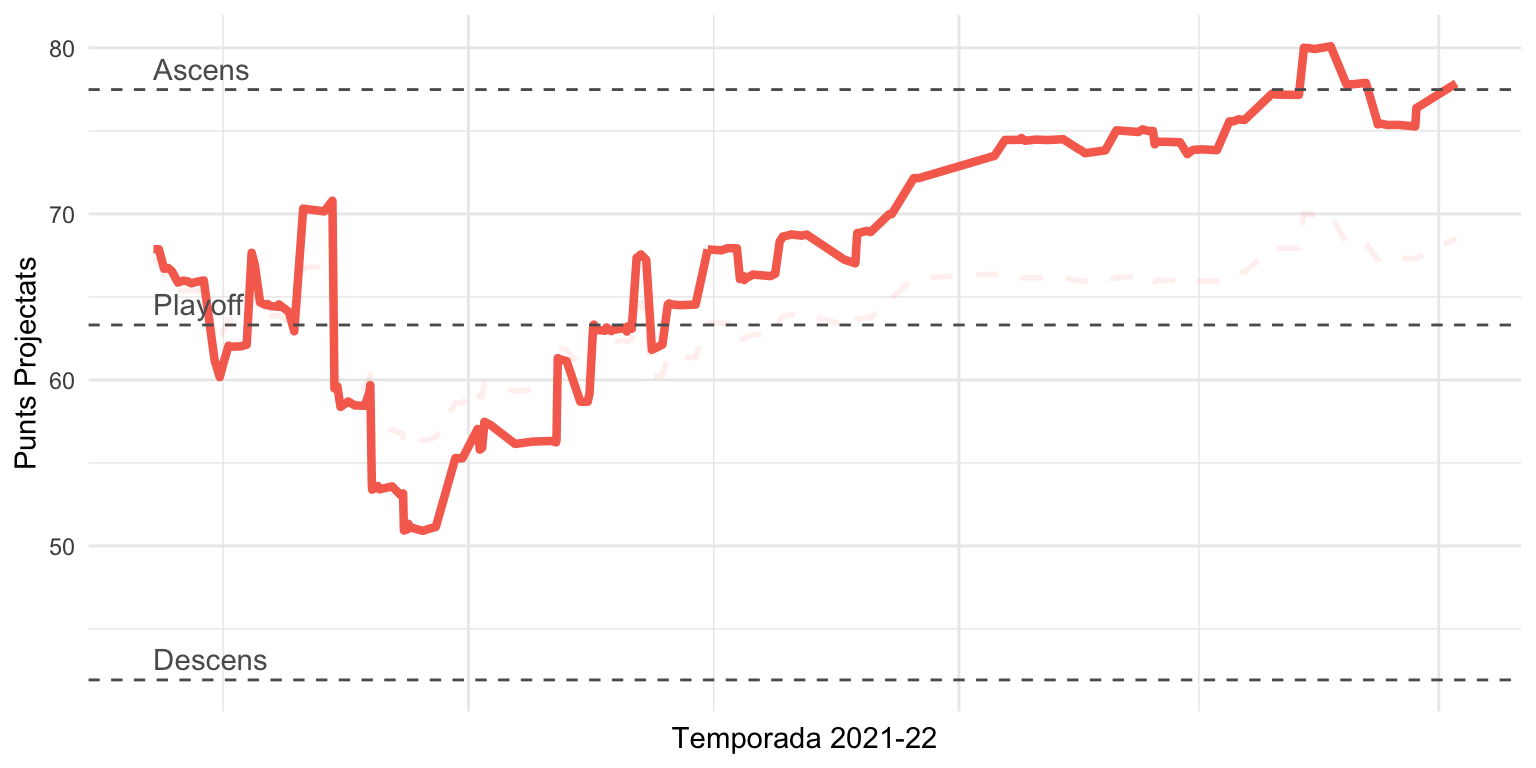 80
70
60
50
Punts Projectats
Ascens
Playoff
Descens
Temporada 2021-22